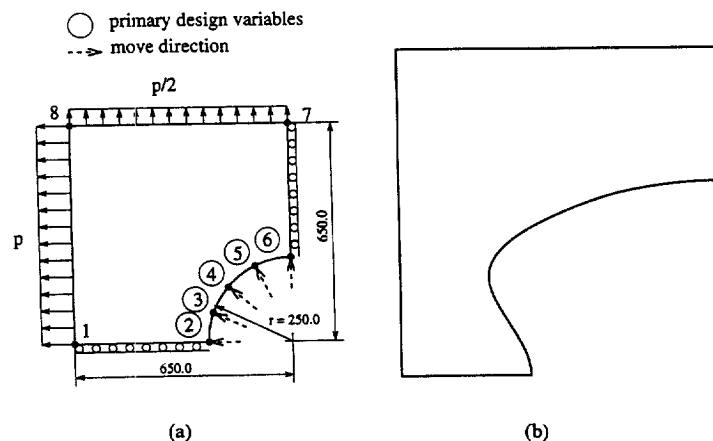 primary design variables
move direction
p/2
8
7
p
6
5
4
3
2
1
650.0
r = 250.0
650.0
(a)
(b)